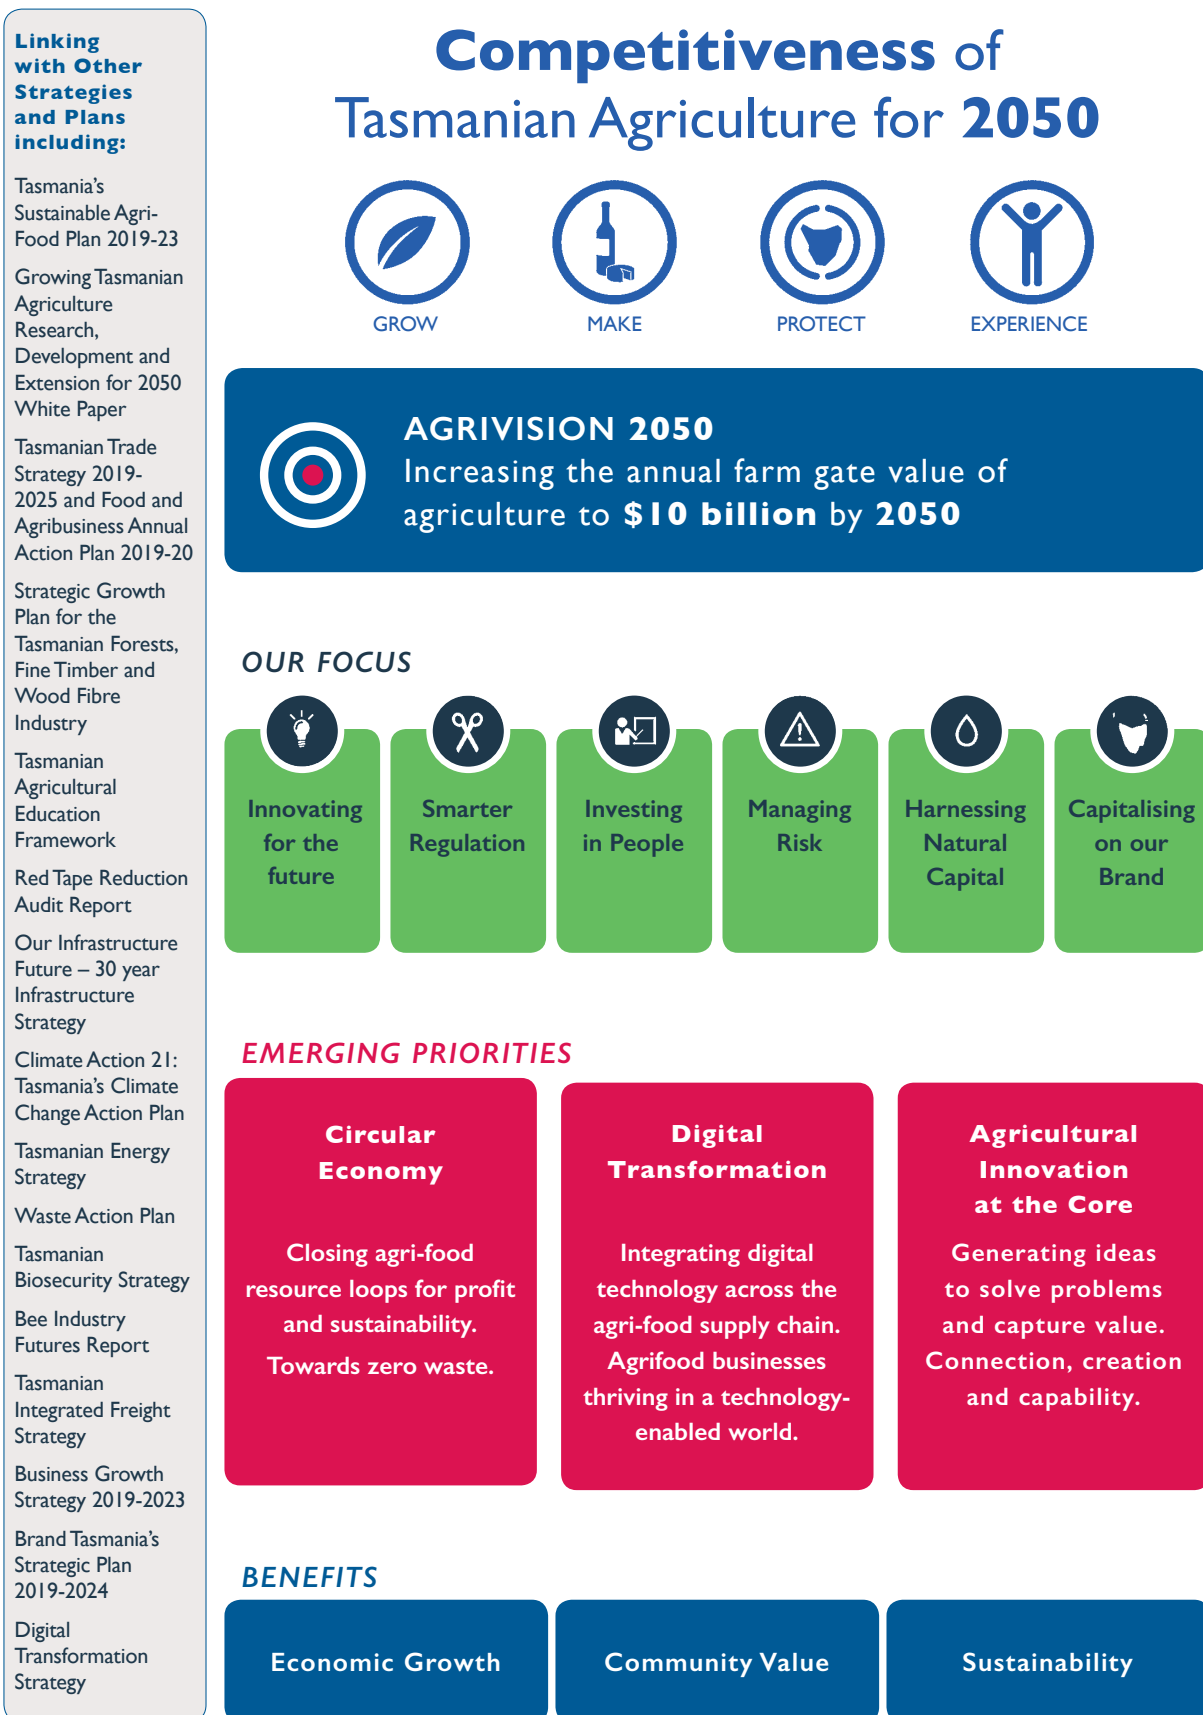 Linking
with Other
Strategies
and Plans
including:
Tasmania's
Sustainable Agri-
Food Plan 2019-23
Growing Tasmanian
Agriculture
Research,
Development and
Extension for 2050
White Paper
Tasmanian Trade
Strategy 2019-
2025 and Food and
Agribusiness Annual
Action Plan 2019-20
Strategic Growth
Plan for the
Tasmanian Forests,
Fine Timber and
Wood Fibre
Industry
Tasmanian
Agricultural
Education
Framework
Red Tape Reduction
Audit Report
Our Infrastructure
Future – 30 year
Infrastructure
Strategy
Climate Action 21:
Tasmania's Climate
Change Action Plan
Tasmanian Energy
Strategy
Waste Action Plan
Tasmanian
Biosecurity Strategy
Bee Industry
Futures Report
Tasmanian
Integrated Freight
Strategy
Business Growth
Strategy 2019-2023
Brand Tasmania's
Strategic Plan
2019-2024
Digital
Transformation
Strategy
Competitiveness of
Tasmanian Agriculture for 2050
GROW
MAKE
PROTECT
EXPERIENCE
AGRIVISION 2050
Increasing the annual farm gate value of
agriculture to $10 billion by 2050
OUR FOCUS
Innovating
for the
future
Smarter
Regulation
Investing
in People
Managing
Risk
Harnessing
Natural
Capital
Capitalising
on our
Brand
EMERGING PRIORITIES
Circular
Economy
Closing agri-food
resource loops for profit
and sustainability.
Towards zero waste.
Digital
Transformation
Integrating digital
technology across the
agri-food supply chain.
Agrifood businesses
thriving in a technology-
enabled world.
Agricultural
Innovation
at the Core
Generating ideas
to solve problems
and capture value.
Connection, creation
and capability.
BENEFITS
Economic Growth
Community Value
Sustainability